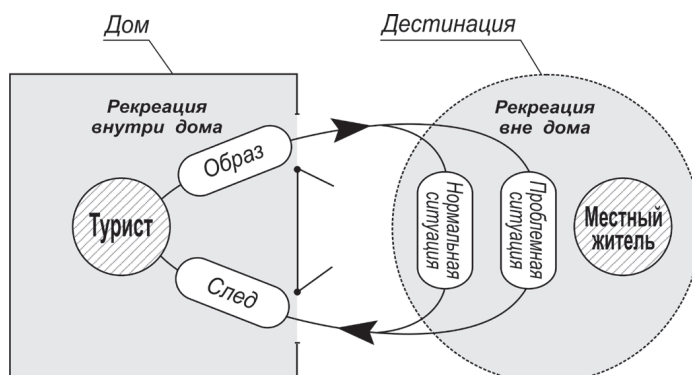 Дом
Дестинация
Рекреация
внутри дома
Рекреация
вне дома
Образ
Турист
След
Нормальная
ситуация
Проблемная
ситуация
Местный
житель